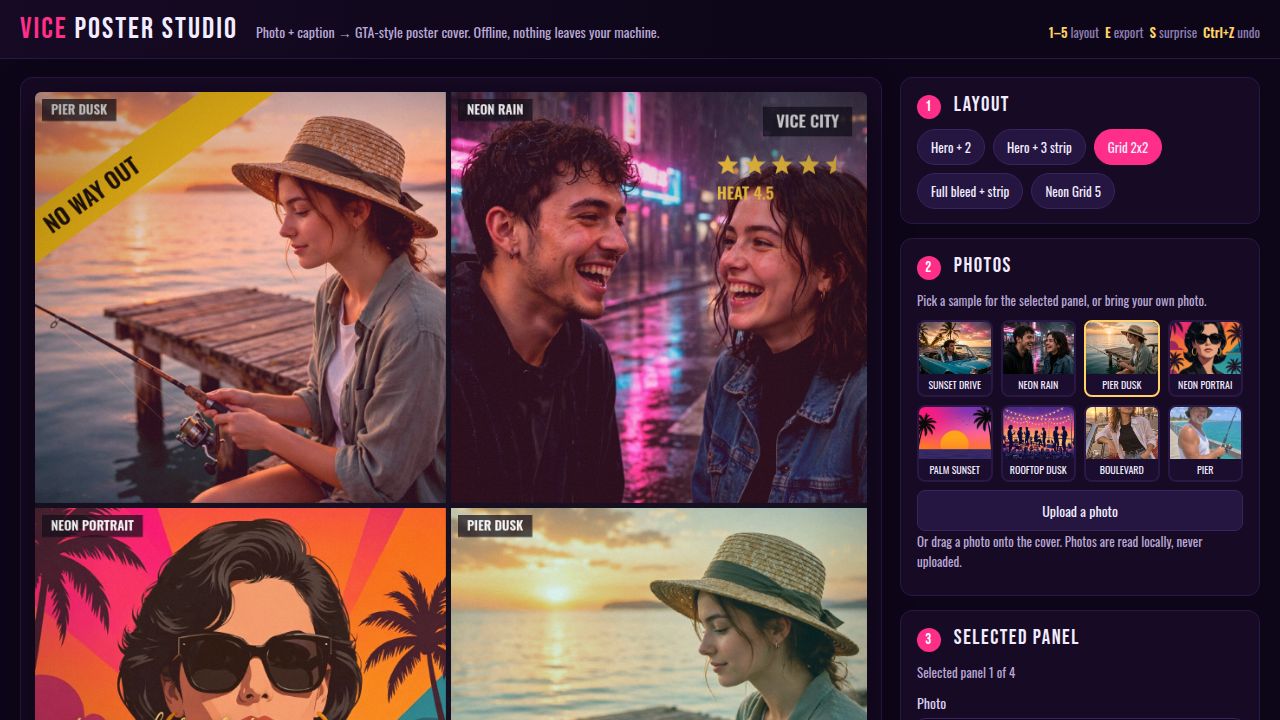 VICE POSTER STUDIO
Photo + caption → GTA-style poster cover. Offline, nothing leaves your machine.
1–5 layout E export S surprise Ctrl+Z undo
PIER DUSK
NO WAY OUT
NEON RAIN
VICE CITY
HEAT 4.5
NEON PORTRAIT
PIER DUSK
1 LAYOUT
Hero + 2
Hero + 3 strip
Grid 2x2
Full bleed + strip
Neon Grid 5
2 PHOTOS
Pick a sample for the selected panel, or bring your own photo.
SUNSET DRIVE
NEON RAIN
PIER DUSK
NEON PORTRAI
PALM SUNSET
ROOFTOP DUSK
BOULEVARD
PIER
Upload a photo
Or drag a photo onto the cover. Photos are read locally, never
uploaded.
3 SELECTED PANEL
Selected panel 1 of 4
Photo